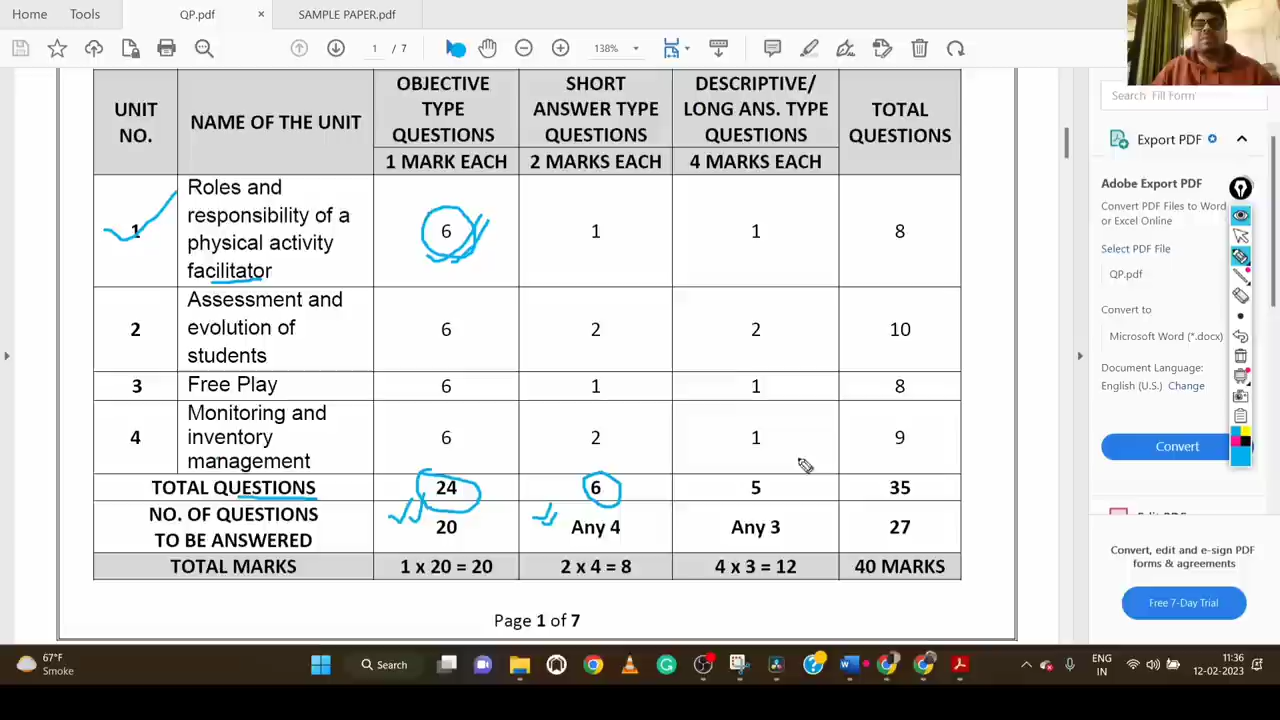 Home Tools QP.pdf × SAMPLE PAPER.pdf
1 / 7 138%
UNIT NO. NAME OF THE UNIT OBJECTIVE TYPE QUESTIONS SHORT ANSWER TYPE QUESTIONS DESCRIPTIVE/ LONG ANS. TYPE QUESTIONS TOTAL QUESTIONS
1 MARK EACH 2 MARKS EACH 4 MARKS EACH
1 Roles and responsibility of a physical activity facilitator 6 1 1 8
2 Assessment and evolution of students 6 2 2 10
3 Free Play 6 1 1 8
4 Monitoring and inventory management 6 2 1 9
TOTAL QUESTIONS 24 6 5 35
NO. OF QUESTIONS TO BE ANSWERED 20 Any 4 Any 3 27
TOTAL MARKS 1 x 20 = 20 2 x 4 = 8 4 x 3 = 12 40 MARKS
Page 1 of 7
Search 'Fill Form'
Export PDF
Adobe Export PDF
Convert PDF Files to Word
or Excel Online
Select PDF File
QP.pdf
Convert to
Microsoft Word (*.docx)
Document Language:
English (U.S.) Change
Convert
Convert, edit and e-sign PDF
forms & agreements
Free 7-Day Trial
67°F
Smoke
Search
ENG
IN
11:36
12-02-2023